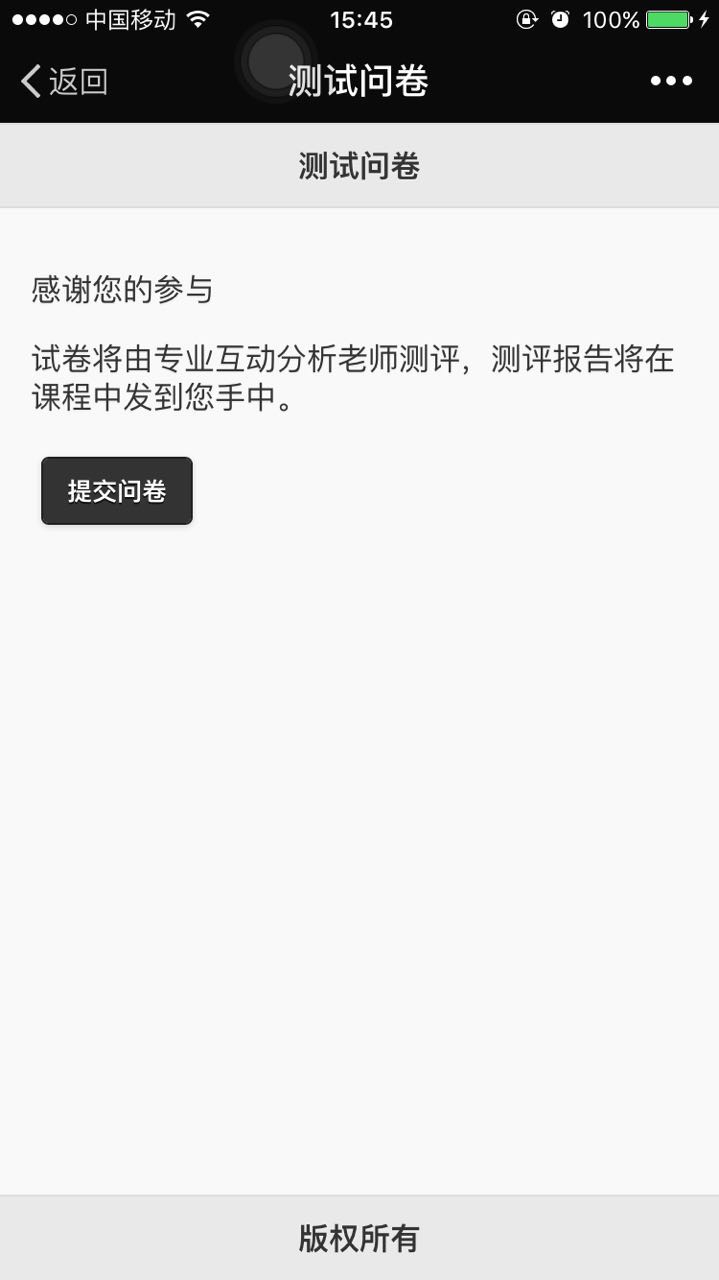 中国移动 15:45 100%
返回 测试问卷
测试问卷
感谢您的参与
试卷将由专业互动分析老师测评，测评报告将在
课程中发到您手中。
提交问卷
版权所有